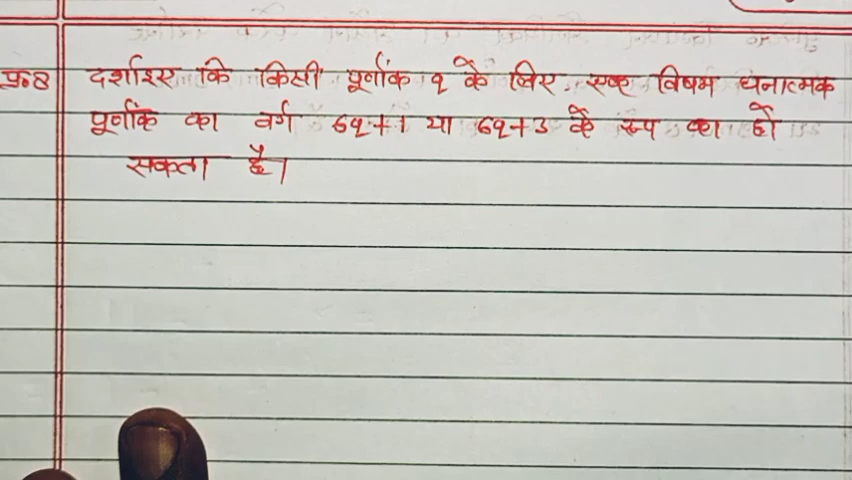 प्र०8 दर्शाइए कि किसी पूर्णांक q के लिए, एक विषम धनात्मक
पूर्णांक का वर्ग 6q+1 या 6q+3 के रूप का हो
सकता है।